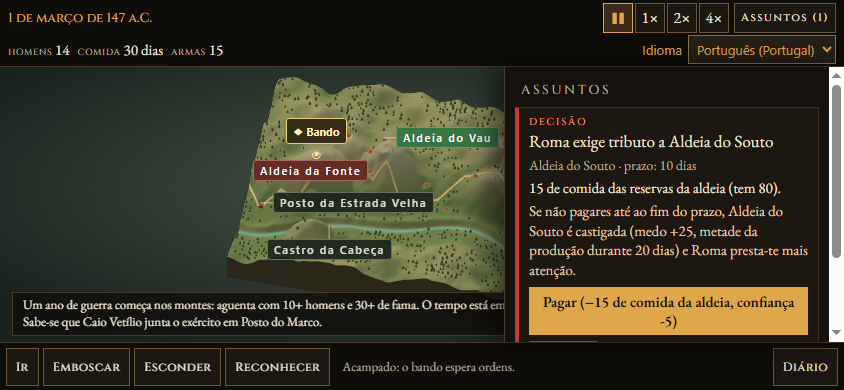 1 DE MARÇO DE 147 A.C.
1×
2×
4×
ASSUNTOS (1)
HOMENS 14 COMIDA 30 dias ARMAS 15
Idioma
Português (Portugal)
ASSUNTOS
DECISÃO
Roma exige tributo a Aldeia do Souto
Aldeia do Souto · prazo: 10 dias
15 de comida das reservas da aldeia (tem 80).
Se não pagares até ao fim do prazo, Aldeia do
Souto é castigada (medo +25, metade da
produção durante 20 dias) e Roma presta-te mais
atenção.
Pagar (−15 de comida da aldeia, confiança
-5)
◆ Bando
Aldeia do Vau
Aldeia da Fonte
Posto da Estrada Velha
Castro da Cabeça
Um ano de guerra começa nos montes: aguenta com 10+ homens e 30+ de fama. O tempo está em
Sabe-se que Caio Vetílio junta o exército em Posto do Marco.
IR
EMBOSCAR
ESCONDER
RECONHECER
Acampado: o bando espera ordens.
DIÁRIO